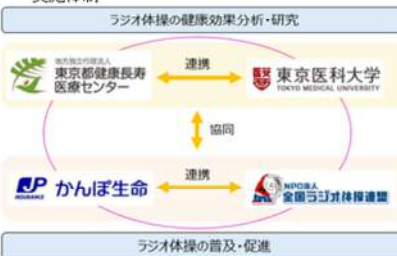 実施体制
ラジオ体操の健康効果分析・研究
地方独立行政法人
東京都健康長寿
医療センター
連携
東京医科大学
TOKYO MEDICAL UNIVERSITY
協同
JP
INSURANCE
かんぽ生命
連携
NPO法人
全国ラジオ体操連盟
ラジオ体操の普及・促進